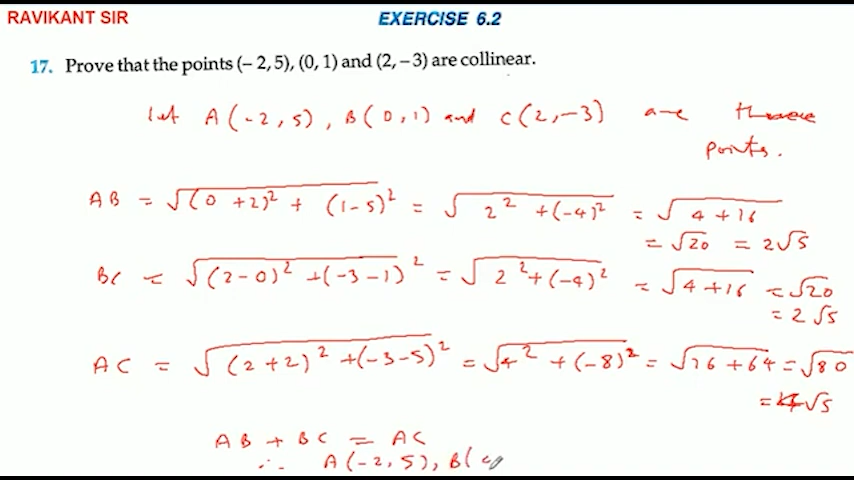 RAVIKANT SIR
EXERCISE 6.2
17. Prove that the points (– 2, 5), (0, 1) and (2, – 3) are collinear.
Let A(-2, 5), B(0, 1) and C(2, -3) are three
points.
AB = √((0 + 2)² + (1-5)²) = √(2² + (-4)²) = √(4 + 16)
= √20 = 2√5
BC = √((2-0)² + (-3-1)²) = √(2² + (-4)²) = √(4 + 16) = √20
= 2√5
AC = √((2+2)² + (-3-5)²) = √(4² + (-8)²) = √(16 + 64) = √80
= 4√5
AB + BC = AC
∴ A(-2, 5), B(